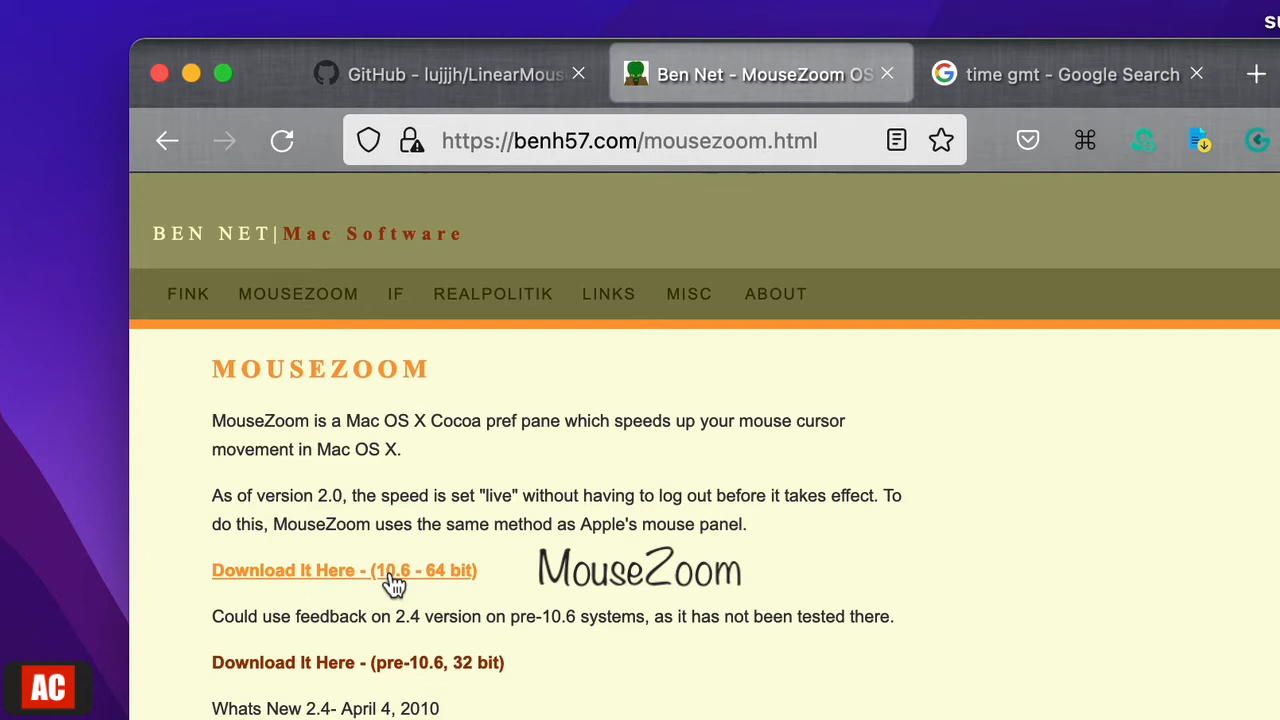 GitHub - lujjjh/LinearMous
Ben Net - MouseZoom OS
time gmt - Google Search
https://benh57.com/mousezoom.html
BEN NET|Mac Software
FINK MOUSEZOOM IF REALPOLITIK LINKS MISC ABOUT
MOUSEZOOM
MouseZoom is a Mac OS X Cocoa pref pane which speeds up your mouse cursor
movement in Mac OS X.
As of version 2.0, the speed is set "live" without having to log out before it takes effect. To
do this, MouseZoom uses the same method as Apple's mouse panel.
Download It Here - (10.6 - 64 bit)
MouseZoom
Could use feedback on 2.4 version on pre-10.6 systems, as it has not been tested there.
Download It Here - (pre-10.6, 32 bit)
AC
Whats New 2.4- April 4, 2010